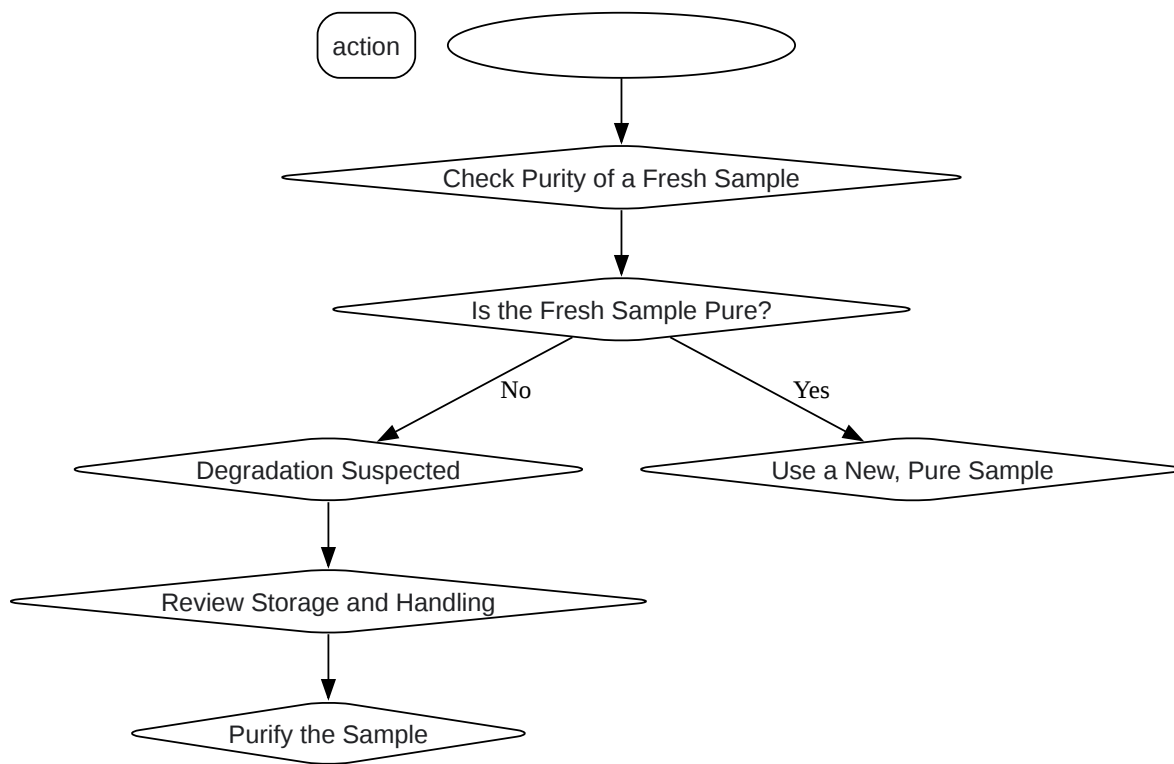 action
Check Purity of a Fresh Sample
Is the Fresh Sample Pure?
No
Yes
Degradation Suspected
Use a New, Pure Sample
Review Storage and Handling
Purify the Sample